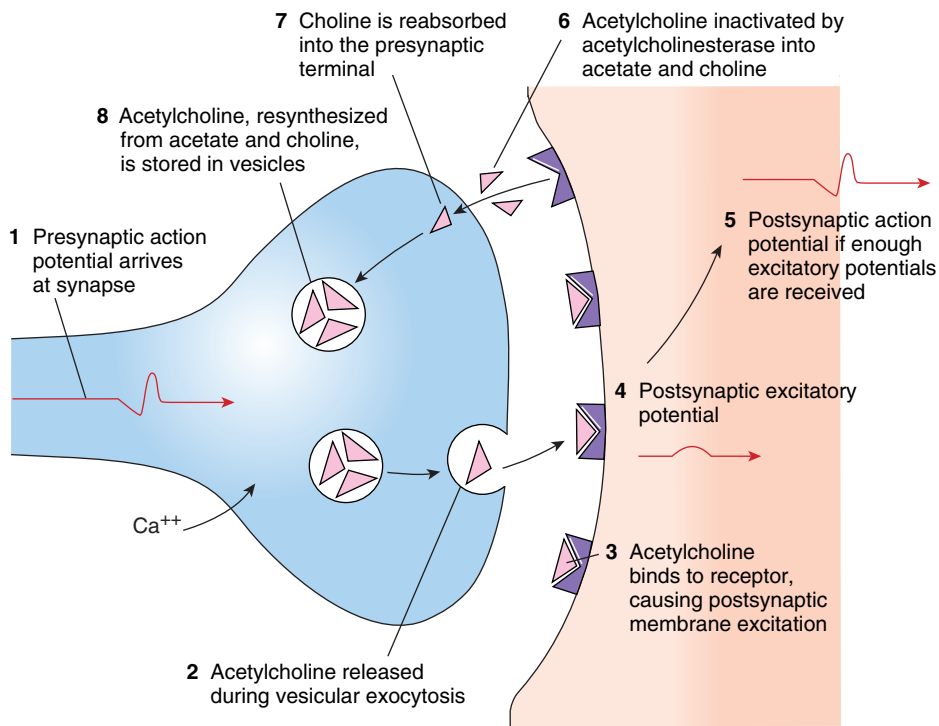 7 Choline is reabsorbed
into the presynaptic
terminal
6 Acetylcholine inactivated by
acetylcholinesterase into
acetate and choline
8 Acetylcholine, resynthesized
from acetate and choline,
is stored in vesicles
1 Presynaptic action
potential arrives
at synapse
5 Postsynaptic action
potential if enough
excitatory potentials
are received
4 Postsynaptic excitatory
potential
Ca++
3 Acetylcholine
binds to receptor,
causing postsynaptic
membrane excitation
2 Acetylcholine released
during vesicular exocytosis